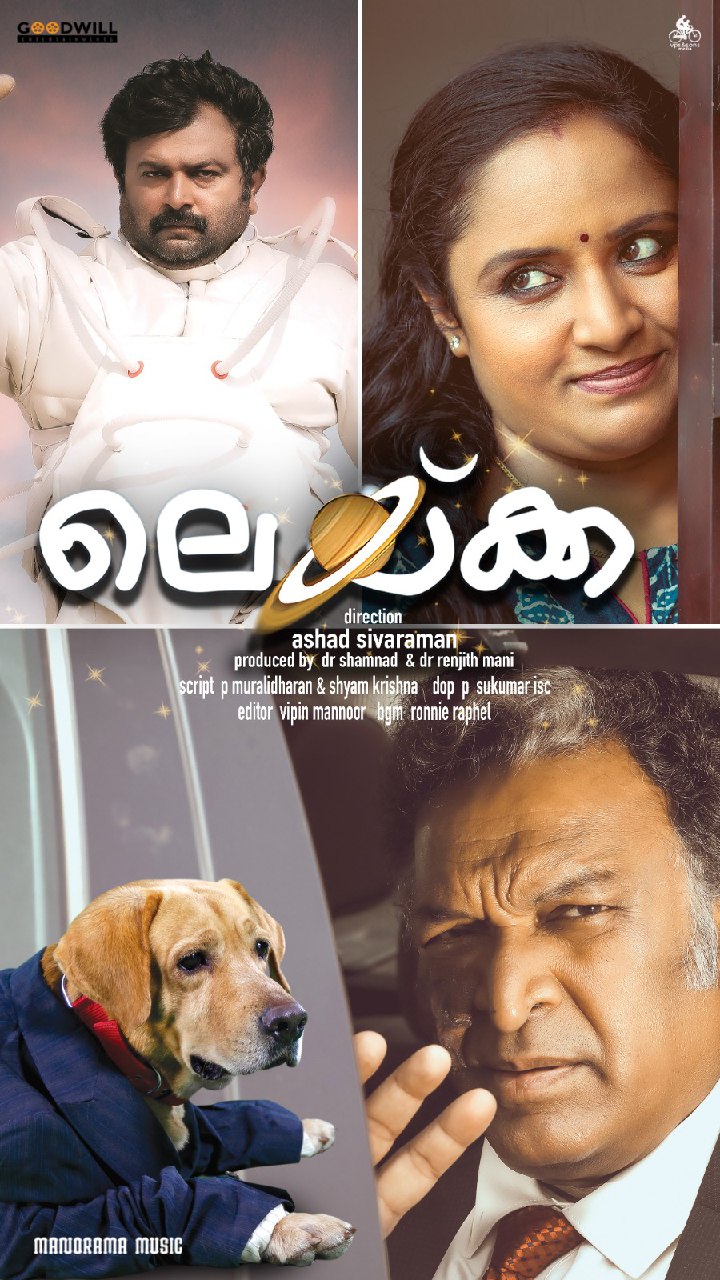 GOODWILL
ENTERTAINMENTS
ലെയ്ക്ക
direction
ashad sivaraman
produced by dr shamnad & dr renjith mani
script p muralidharan & shyam krishna dop p sukumar isc
editor vipin mannoor bgm ronnie raphel
MANORAMA MUSIC